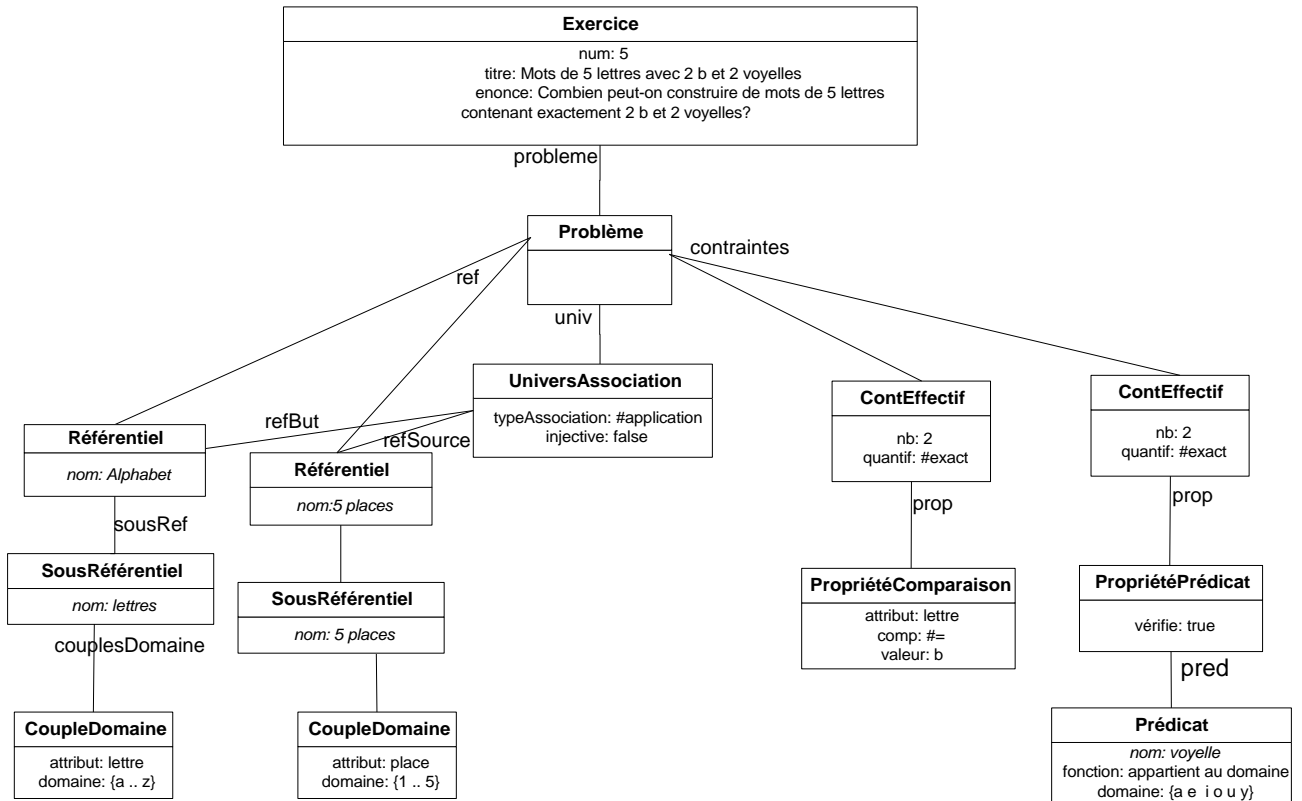 Exercice
num: 5
titre: Mots de 5 lettres avec 2 b et 2 voyelles
enonce: Combien peut-on construire de mots de 5 lettres
contenant exactement 2 b et 2 voyelles?
probleme
Problème
contraintes
ref
univ
UniversAssociation
typeAssociation: #application
injective: false
refBut
refSource
Référentiel
nom: Alphabet
Référentiel
nom:5 places
ContEffectif
nb: 2
quantif: #exact
ContEffectif
nb: 2
quantif: #exact
sousRef
prop
prop
SousRéférentiel
nom: lettres
SousRéférentiel
nom: 5 places
PropriétéComparaison
attribut: lettre
comp: #=
valeur: b
PropriétéPrédicat
vérifie: true
couplesDomaine
pred
CoupleDomaine
attribut: lettre
domaine: {a .. z}
CoupleDomaine
attribut: place
domaine: {1 .. 5}
Prédicat
nom: voyelle
fonction: appartient au domaine
domaine: {a e i o u y}